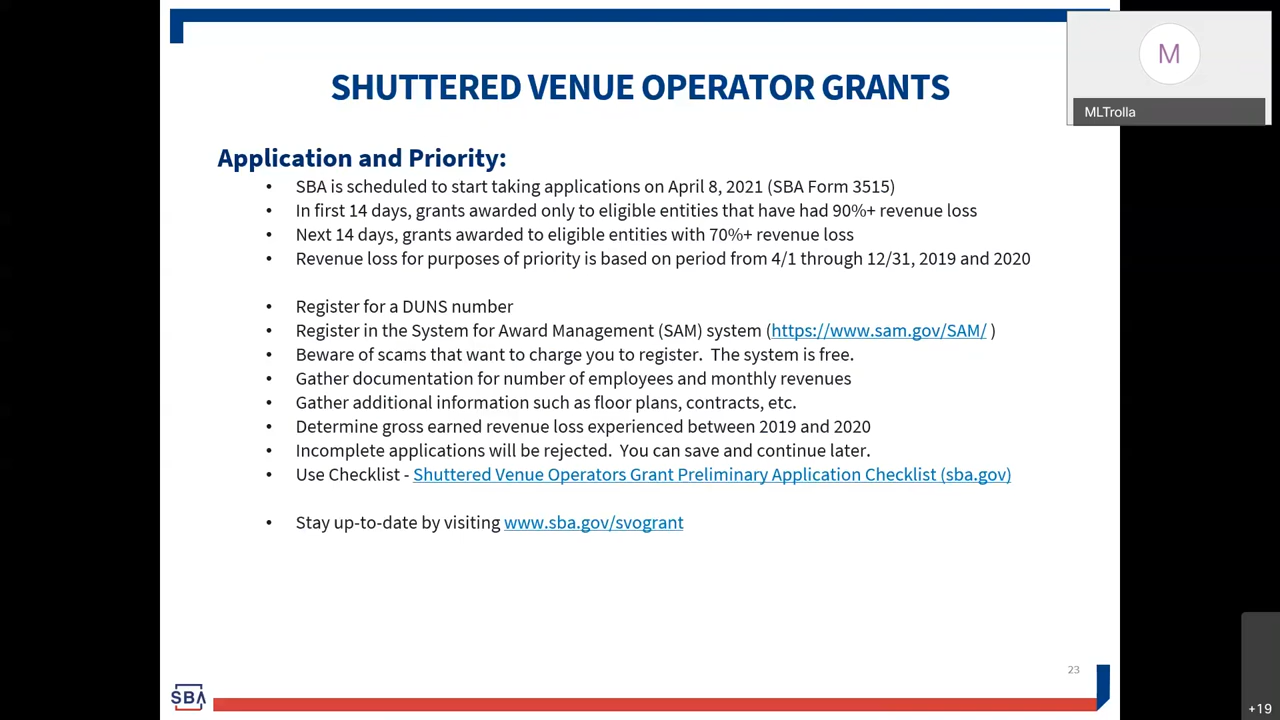 SHUTTERED VENUE OPERATOR GRANTS
M
MLTrolla
Application and Priority:
• SBA is scheduled to start taking applications on April 8, 2021 (SBA Form 3515)
• In first 14 days, grants awarded only to eligible entities that have had 90%+ revenue loss
• Next 14 days, grants awarded to eligible entities with 70%+ revenue loss
• Revenue loss for purposes of priority is based on period from 4/1 through 12/31, 2019 and 2020
• Register for a DUNS number
• Register in the System for Award Management (SAM) system (https://www.sam.gov/SAM/ )
• Beware of scams that want to charge you to register.  The system is free.
• Gather documentation for number of employees and monthly revenues
• Gather additional information such as floor plans, contracts, etc.
• Determine gross earned revenue loss experienced between 2019 and 2020
• Incomplete applications will be rejected.  You can save and continue later.
• Use Checklist - Shuttered Venue Operators Grant Preliminary Application Checklist (sba.gov)
• Stay up-to-date by visiting www.sba.gov/svogrant
23
SBA
+19